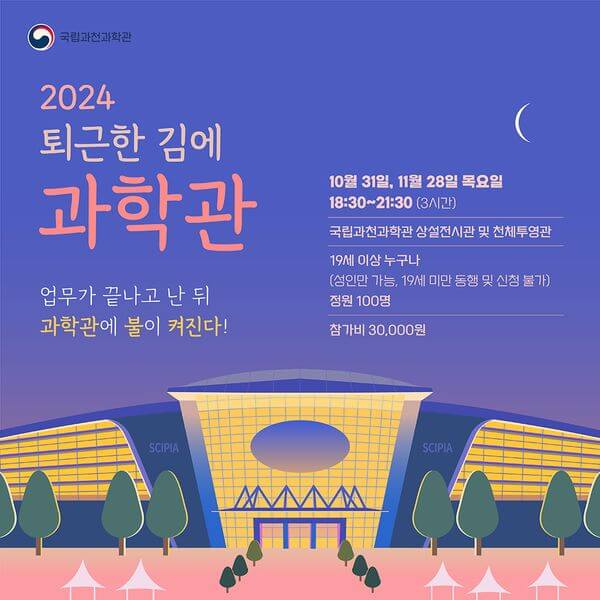 국립과천과학관
2024
퇴근한 김에
과학관
업무가 끝나고 난 뒤
과학관에 불이 켜진다!
10월 31일, 11월 28일 목요일
18:30~21:30 (3시간)
국립과천과학관 상설전시관 및 천체투영관
19세 이상 누구나
(성인만 가능, 19세 미만 동행 및 신청 불가)
정원 100명
참가비 30,000원
SCIPIA
SCIPIA